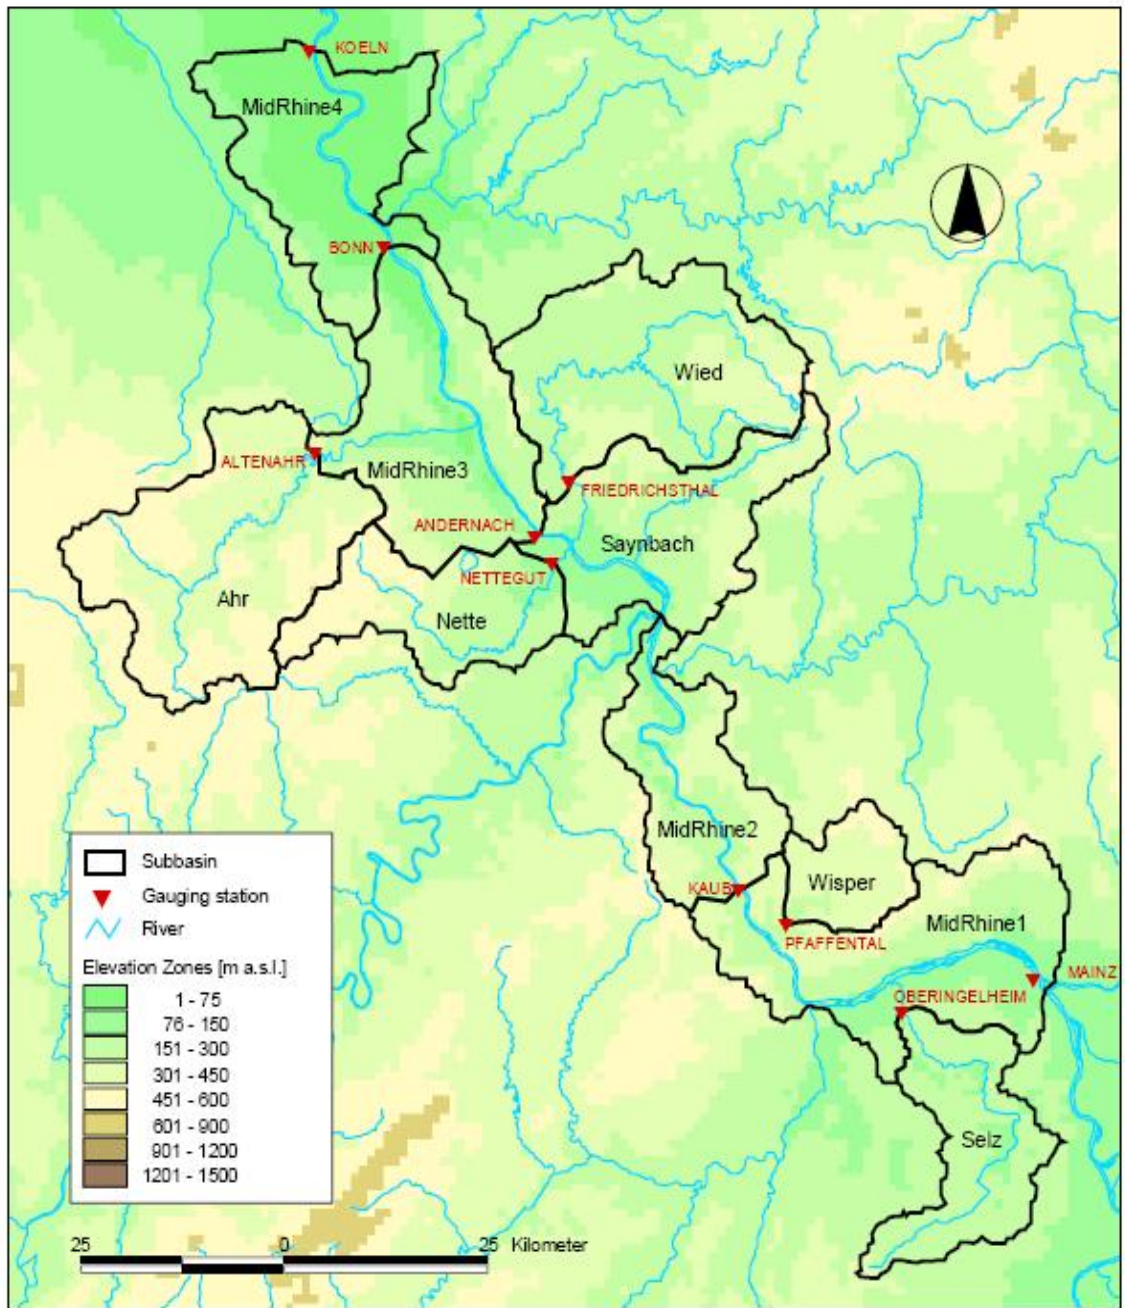 KOELN
MidRhine4
BONN
Wied
ALTENAHR
MidRhine3
FRIEDRICHSTHAL
ANDERNACH
Saynbach
NETTEGUT
Ahr
Nette
MidRhine2
KAUB
Wisper
MidRhine1
PFAFFENTAL
MAINZ
OBERINGELHEIM
Selz
Subbasin
Gauging station
River
Elevation Zones [m a.s.l.]
1 - 75
76 - 150
151 - 300
301 - 450
451 - 600
601 - 900
901 - 1200
1201 - 1500
25 0 25 Kilometer